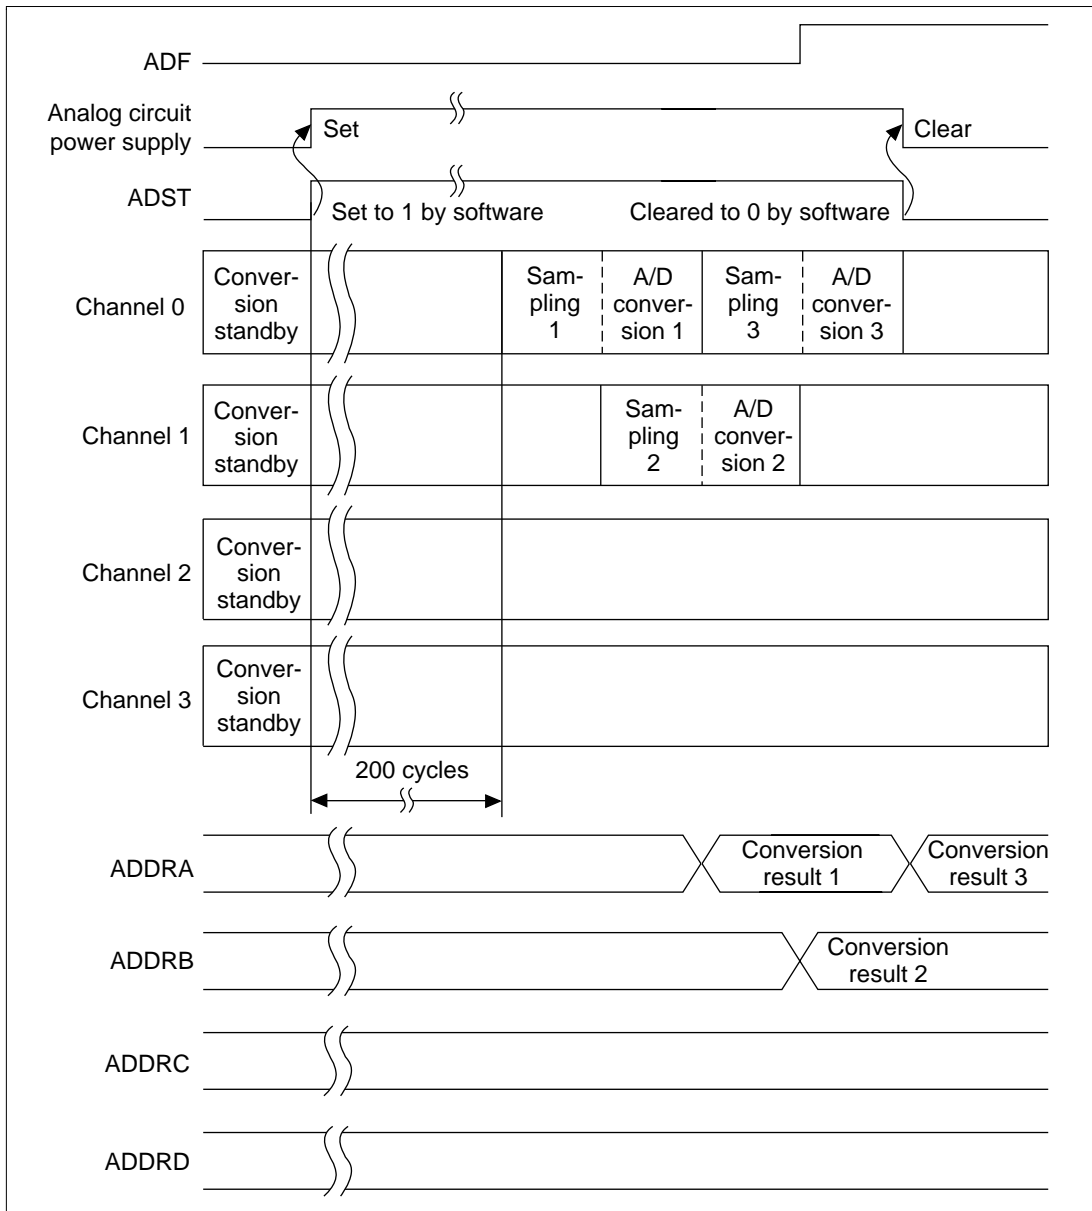 ADF
Analog circuit
power supply
Set
Clear
ADST
Set to 1 by software
Cleared to 0 by software
Channel 0
Conver-
sion
standby
Sam-
pling
1
A/D
conver-
sion 1
Sam-
pling
3
A/D
conver-
sion 3
Channel 1
Conver-
sion
standby
Sam-
pling
2
A/D
conver-
sion 2
Channel 2
Conver-
sion
standby
Channel 3
Conver-
sion
standby
200 cycles
ADDRA
Conversion
result 1
Conversion
result 3
ADDRB
Conversion
result 2
ADDRC
ADDRD